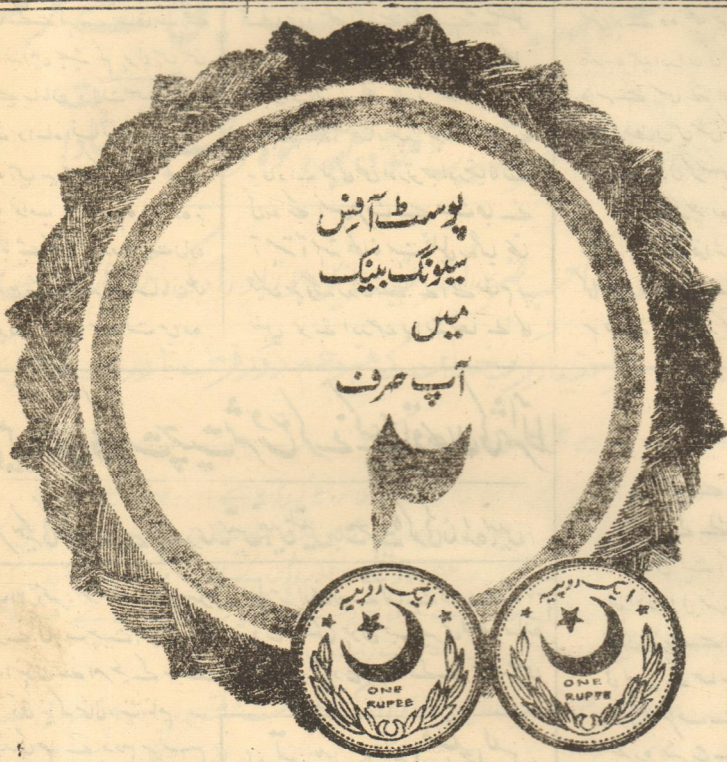 پوسٹ آفس
سیونگ بینک
میں
آپ صرف
۲
ایک روپیہ
ONE
RUPEE
ایک روپیہ
ONE
RUPEE